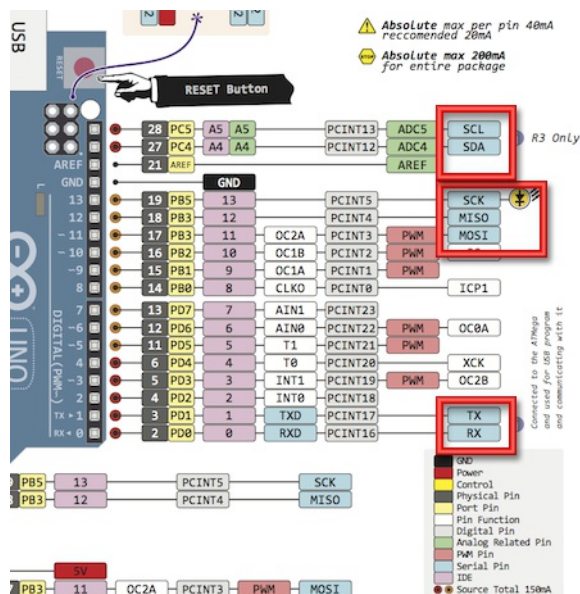 USB
Absolute max per pin 40mA
reccomended 20mA
Absolute max 200mA
for entire package
RESET
RESET Button
28 PC5 A5 A5 PCINT13 ADC5 SCL
R3 Only
27 PC4 A4 A4 PCINT12 ADC4 SDA
AREF 21 AREF AREF
GND GND
L
13 19 PB5 13 PCINT5 SCK
12 18 PB3 12 PCINT4 MISO
~11 17 PB3 11 OC2A PCINT3 PWM MOSI
~10 16 PB2 10 OC1B PCINT2 PWM
~9 15 PB1 9 OC1A PCINT1 PWM
8 14 PB0 8 CLKO PCINT0 ICP1
7 13 PD7 7 AIN1 PCINT23
~6 12 PD6 6 AIN0 PCINT22 PWM OC0A
~5 11 PD5 5 T1 PCINT21 PWM
4 6 PD4 4 T0 PCINT20 XCK
~3 5 PD3 3 INT1 PCINT19 PWM OC2B
2 4 PD2 2 INT0 PCINT18
TX 1 3 PD1 1 TXD PCINT17 TX
RX 0 2 PD0 0 RXD PCINT16 RX
DIGITAL (PWM~)
UNO
Connected to the ATMega
and used for USB program
and communicating with it
GND
Power
Control
Physical Pin
Port Pin
Pin Function
Digital Pin
Analog Related Pin
PWM Pin
Serial Pin
IDE
Source Total 150mA
PB5 13 PCINT5 SCK
PB3 12 PCINT4 MISO
5V
PB3 11 OC2A PCINT3 PWM MOSI